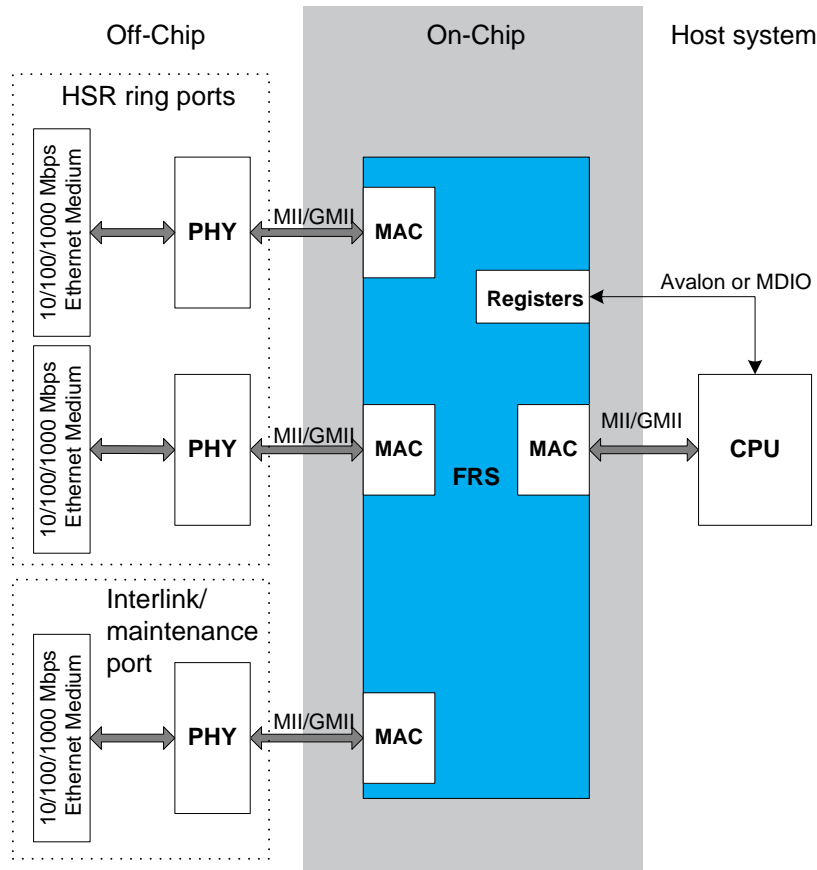 Off-Chip
On-Chip
Host system
HSR ring ports
10/100/1000 Mbps
Ethernet Medium
PHY
MII/GMII
MAC
Registers
Avalon or MDIO
10/100/1000 Mbps
Ethernet Medium
PHY
MII/GMII
MAC
FRS
MAC
MII/GMII
CPU
Interlink/
maintenance
port
10/100/1000 Mbps
Ethernet Medium
PHY
MII/GMII
MAC